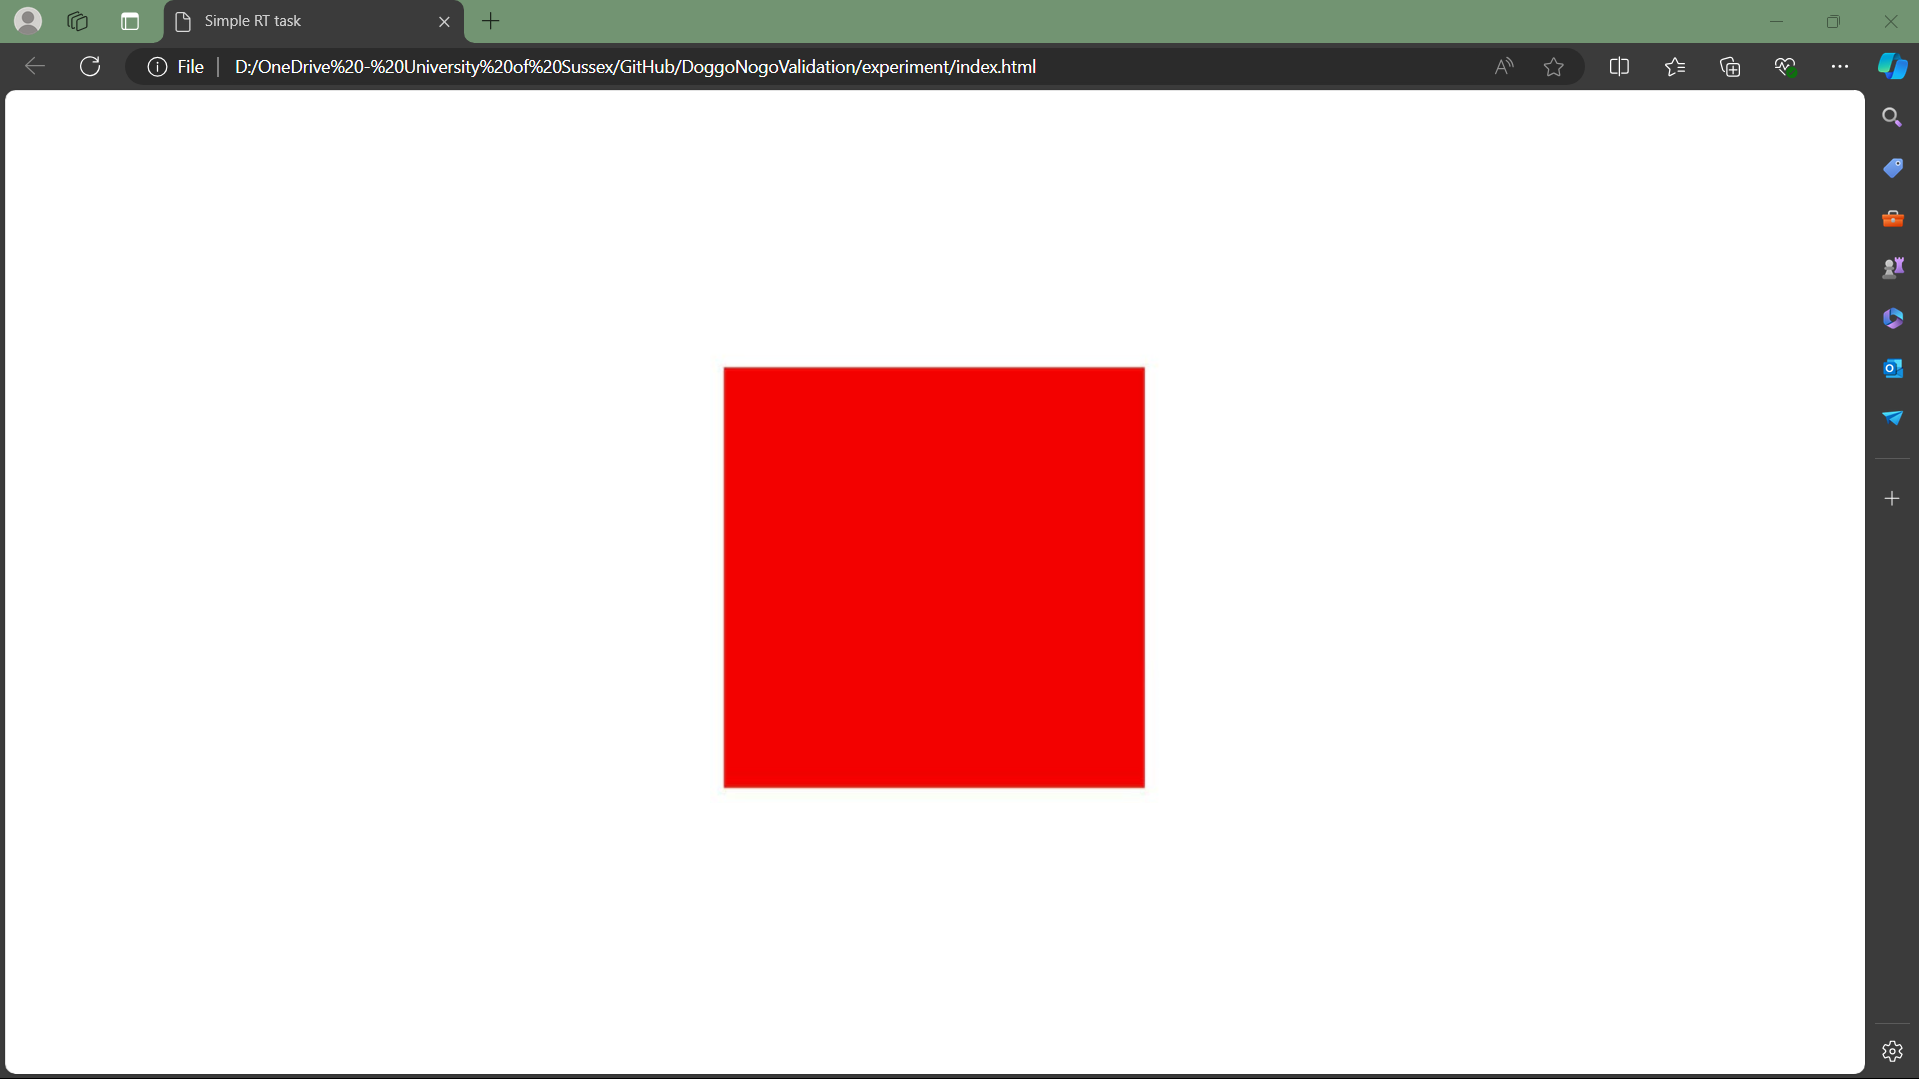 Simple RT task
File
D:/OneDrive%20-%20University%20of%20Sussex/GitHub/DoggoNogoValidation/experiment/index.html